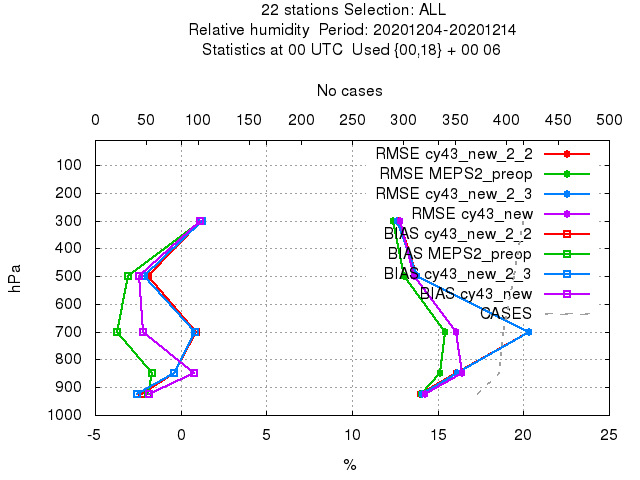 22 stations Selection: ALL
Relative humidity  Period: 20201204-20201214
Statistics at 00 UTC  Used {00,18} + 00 06
No cases
0 50 100 150 200 250 300 350 400 450 500
100
200
300
400
500
600
700
800
900
1000
hPa
RMSE cy43_new_2_2
RMSE MEPS2_preop
RMSE cy43_new_2_3
RMSE cy43_new
BIAS cy43_new_2_2
BIAS MEPS2_preop
BIAS cy43_new_2_3
BIAS cy43_new
CASES
-5 0 5 10 15 20 25
%